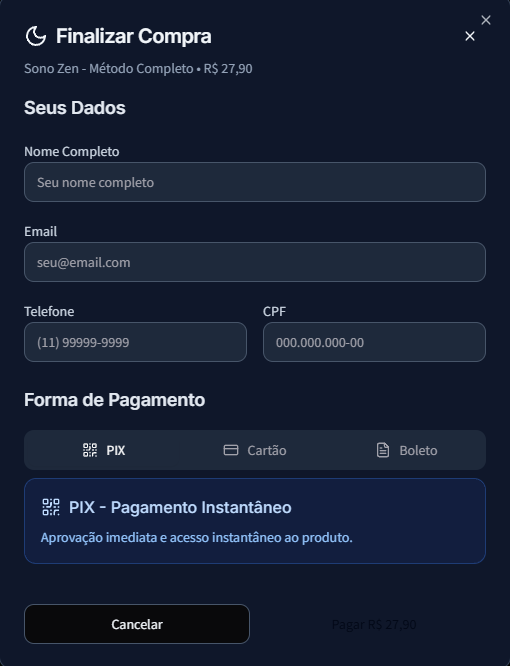 Finalizar Compra
Sono Zen - Método Completo • R$ 27,90
Seus Dados
Nome Completo
Seu nome completo
Email
seu@email.com
Telefone
CPF
(11) 99999-9999
000.000.000-00
Forma de Pagamento
PIX
Cartão
Boleto
PIX - Pagamento Instantâneo
Aprovação imediata e acesso instantâneo ao produto.
Cancelar
Pagar R$ 27,90